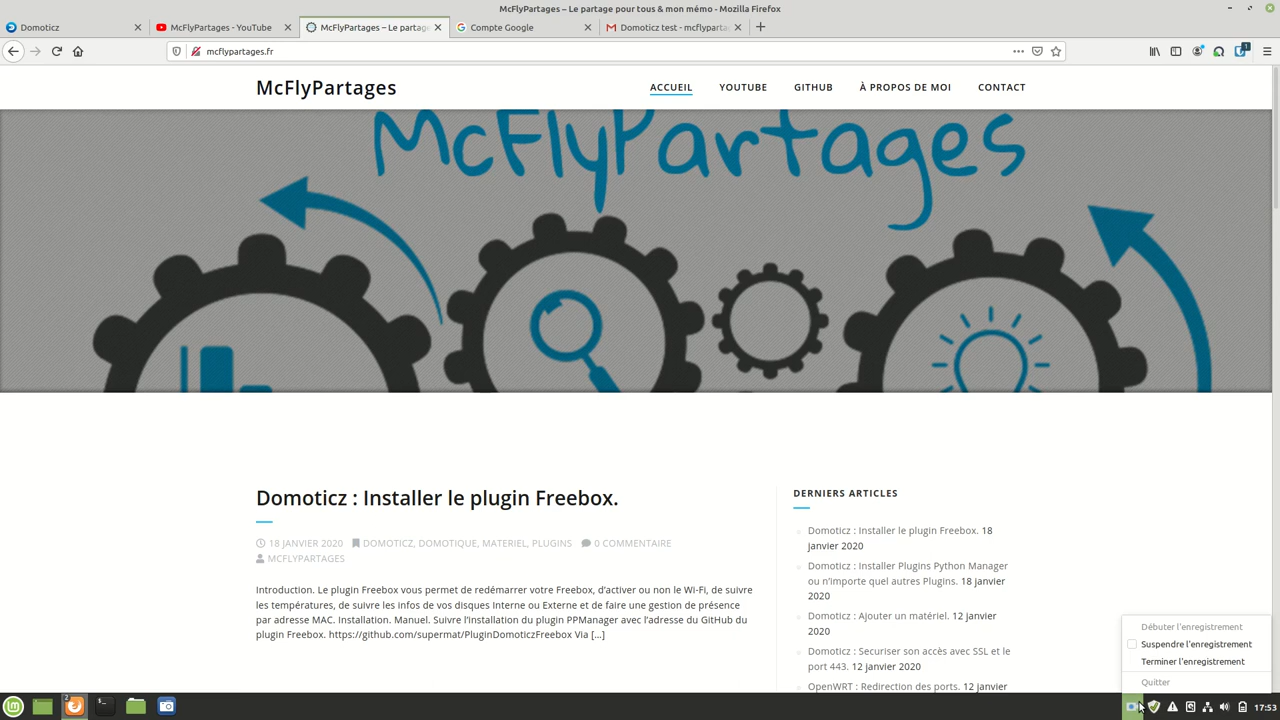 McFlyPartages – Le partage pour tous & mon mémo - Mozilla Firefox
Domoticz
McFlyPartages - YouTube
McFlyPartages – Le partage
Compte Google
Domoticz test - mcflyparta
mcflypartages.fr
McFlyPartages
ACCUEIL
YOUTUBE
GITHUB
À PROPOS DE MOI
CONTACT
McFlyPartages
Domoticz : Installer le plugin Freebox.
18 JANVIER 2020
DOMOTICZ, DOMOTIQUE, MATERIEL, PLUGINS
0 COMMENTAIRE
MCFLYPARTAGES
Introduction. Le plugin Freebox vous permet de redémarrer votre Freebox, d’activer ou non le Wi-Fi, de suivre
les températures, de suivre les infos de vos disques Interne ou Externe et de faire une gestion de présence
par adresse MAC. Installation. Manuel. Suivre l’installation du plugin PPManager avec l’adresse du GitHub du
plugin Freebox. https://github.com/supermat/PluginDomoticzFreebox Via […]
DERNIERS ARTICLES
Domoticz : Installer le plugin Freebox. 18
janvier 2020
Domoticz : Installer Plugins Python Manager
ou n’importe quel autres Plugins. 18 janvier
2020
Domoticz : Ajouter un matériel. 12 janvier
2020
Domoticz : Securiser son accès avec SSL et le
port 443. 12 janvier 2020
OpenWRT : Redirection des ports. 12 janvier
Débuter l'enregistrement
Suspendre l'enregistrement
Terminer l'enregistrement
Quitter
17:53